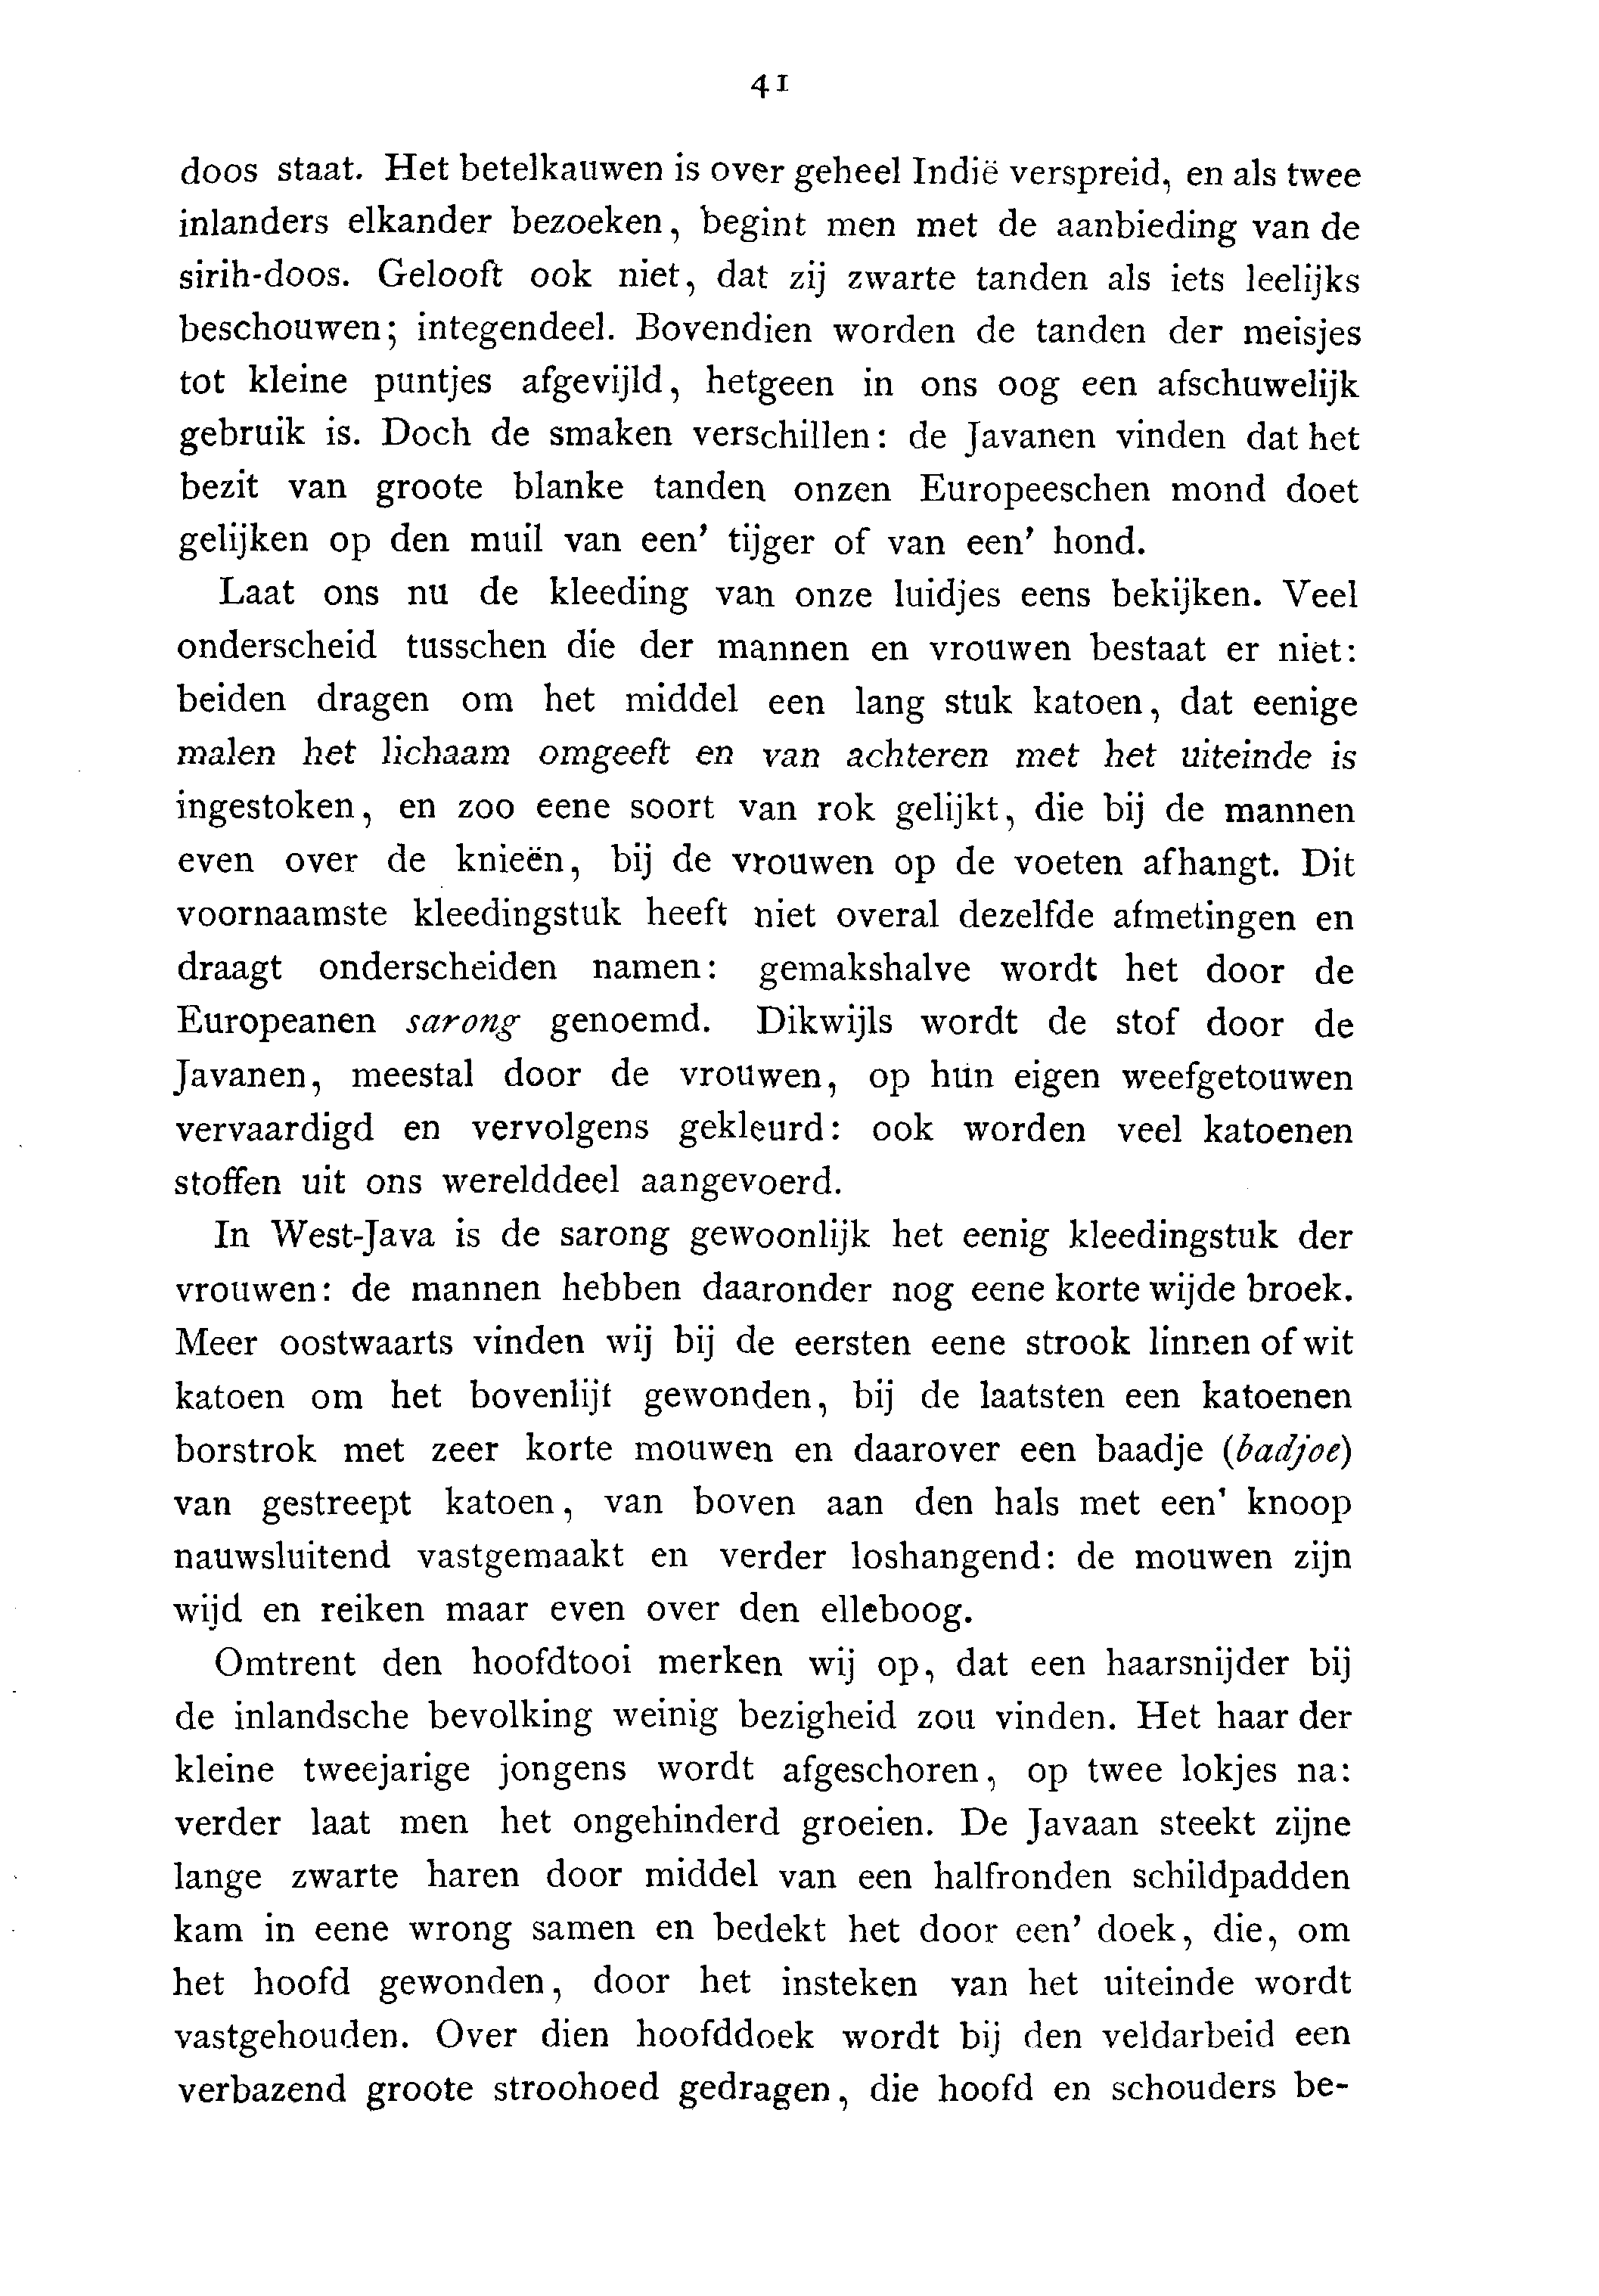 41
doos staat. Het betelkauwen is over geheel Indië verspreid, en als twee
inlanders elkander bezoeken, begint men met de aanbieding van de
sirih-doos. Gelooft ook niet, dat zij zwarte tanden als iets leelijks
beschouwen; integendeel. Bovendien worden de tanden der meisjes
tot kleine puntjes afgevijld, hetgeen in ons oog een afschuwelijk
gebruik is. Doch de smaken verschillen: de Javanen vinden dat het
bezit van groote blanke tanden onzen Europeeschen mond doet
gelijken op den muil van een' tijger of van een' hond.
Laat ons nu de kleeding van onze luidjes eens bekijken. Veel
onderscheid tusschen die der mannen en vrouwen bestaat er niet:
beiden dragen om het middel een lang stuk katoen, dat eenige
malen het lichaam omgeeft en van achteren met het uiteinde is
ingestoken, en zoo eene soort van rok gelijkt, die bij de mannen
even over de knieën, bij de vrouwen op de voeten afhangt. Dit
voornaamste kleedingstuk heeft niet overal dezelfde afmetingen en
draagt onderscheiden namen: gemakshalve wordt het door de
Europeanen sarong genoemd. Dikwijls wordt de stof door de
Javanen, meestal door de vrouwen, op hun eigen weefgetouwen
vervaardigd en vervolgens gekleurd: ook worden veel katoenen
stoffen uit ons werelddeel aangevoerd.
In West-Java is de sarong gewoonlijk het eenig kleedingstuk der
vrouwen: de mannen hebben daaronder nog eene korte wijde broek.
Meer oostwaarts vinden wij bij de eersten eene strook linnen of wit
katoen om het bovenlijf gewonden, bij de laatsten een katoenen
borstrok met zeer korte mouwen en daarover een baadje (badjoe)
van gestreept katoen, van boven aan den hals met een' knoop
nauwsluitend vastgemaakt en verder loshangend: de mouwen zijn
wijd en reiken maar even over den elleboog.
Omtrent den hoofdtooi merken wij op, dat een haarsnijder bij
de inlandsche bevolking weinig bezigheid zou vinden. Het haar der
kleine tweejarige jongens wordt afgeschoren, op twee lokjes na:
verder laat men het ongehinderd groeien. De Javaan steekt zijne
lange zwarte haren door middel van een halfronden schildpadden
kam in eene wrong samen en bedekt het door een' doek, die, om
het hoofd gewonden, door het insteken van het uiteinde wordt
vastgehouden. Over dien hoofddoek wordt bij den veldarbeid een
verbazend groote stroohoed gedragen, die hoofd en schouders be-